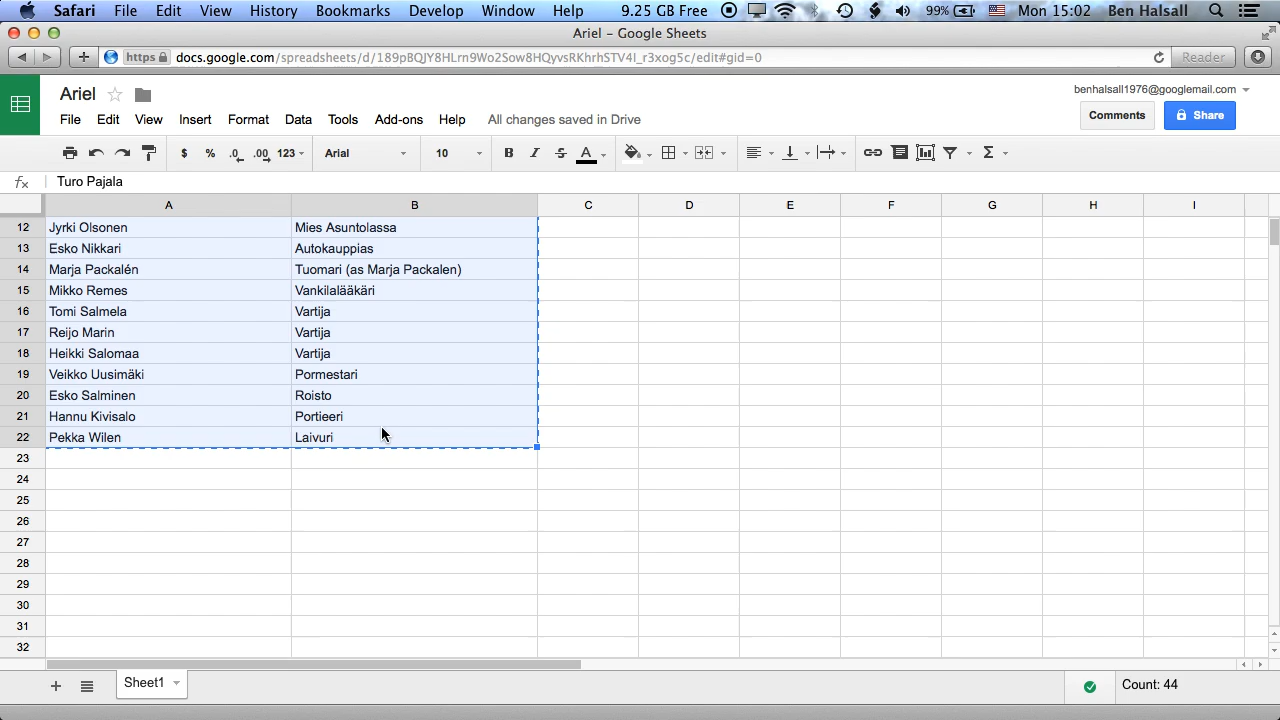 Safari File Edit View History Bookmarks Develop Window Help 9.25 GB Free 99% Mon 15:02 Ben Halsall
Ariel – Google Sheets
https docs.google.com/spreadsheets/d/189pBQJY8HLrn9Wo2Sow8HQyvsRKhrhSTV4I_r3xog5c/edit#gid=0 Reader
Ariel benhalsall1976@googlemail.com
File Edit View Insert Format Data Tools Add-ons Help All changes saved in Drive Comments Share
$ % .0 .00 123 Arial 10 B I S A Σ
fx Turo Pajala
A B C D E F G H I
12 Jyrki Olsonen Mies Asuntolassa
13 Esko Nikkari Autokauppias
14 Marja Packalén Tuomari (as Marja Packalen)
15 Mikko Remes Vankilalääkäri
16 Tomi Salmela Vartija
17 Reijo Marin Vartija
18 Heikki Salomaa Vartija
19 Veikko Uusimäki Pormestari
20 Esko Salminen Roisto
21 Hannu Kivisalo Portieeri
22 Pekka Wilen Laivuri
23
24
25
26
27
28
29
30
31
32
Sheet1 Count: 44